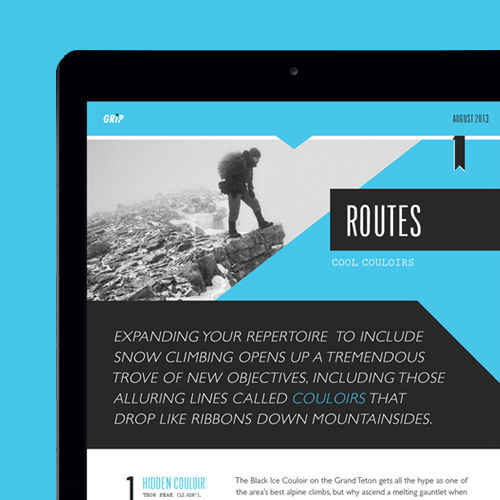 GRIP
AUGUST 2013
ROUTES
COOL COULOIRS
EXPANDING YOUR REPERTOIRE TO INCLUDE
SNOW CLIMBING OPENS UP A TREMENDOUS
TROVE OF NEW OBJECTIVES, INCLUDING THOSE
ALLURING LINES CALLED COULOIRS THAT
DROP LIKE RIBBONS DOWN MOUNTAINSIDES.
1 HIDDEN COULOIR
THOR PEAK (12,028'),
The Black Ice Couloir on the Grand Teton gets all the hype as one of
the area's best alpine climbs, but why ascend a melting gauntlet when